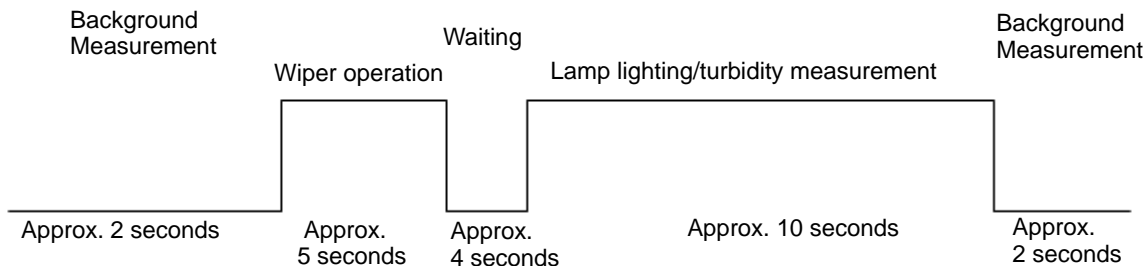 Background
Measurement
Wiper operation
Waiting
Lamp lighting/turbidity measurement
Background
Measurement
Approx. 2 seconds
Approx.
5 seconds
Approx.
4 seconds
Approx. 10 seconds
Approx.
2 seconds